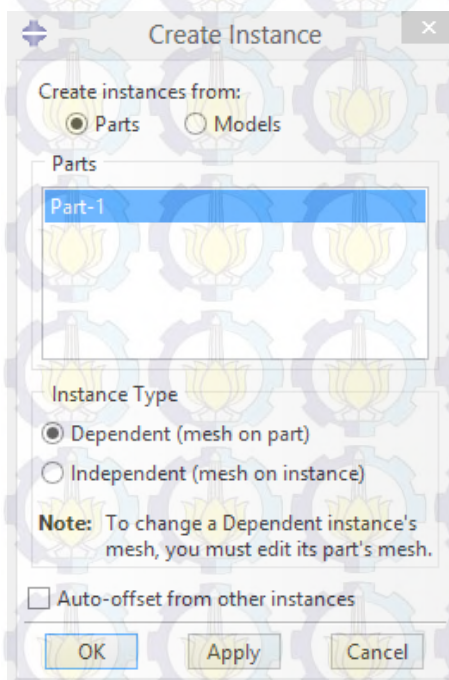 Create Instance
Create instances from:
Parts Models
Parts
Part-1
Instance Type
Dependent (mesh on part)
Independent (mesh on instance)
Note: To change a Dependent instance's
mesh, you must edit its part's mesh.
Auto-offset from other instances
OK Apply Cancel